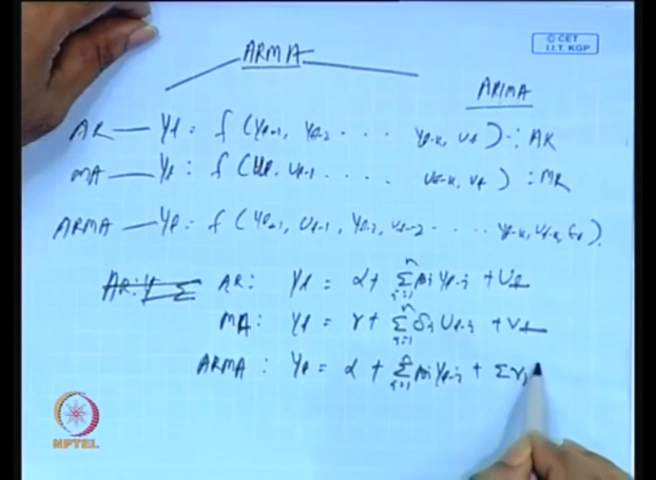 ARMA
© CET
I.I.T. KGP
ARIMA
AR — Yt = f (Yt-1, Yt-2 . . . . Yt-k, Ut) : AR
MA — Yt : f (Ut, Ut-1 . . . . . Ut-k, Vt) : MA
ARMA — Yt = f (Yt-1, Ut-1, Yt-2, Ut-2 . . . . . Yt-k, Ut-k, Et).
AR: Yt = α + Σ βi Yt-i + Ut
MA: Yt = γ + Σ δi Ut-i + Vt
ARMA: Yt = α + Σ βi Yt-i + Σ γi
NPTEL